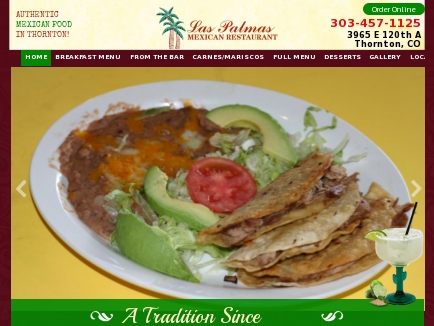 AUTHENTIC
MEXICAN FOOD
IN THORNTON!
Las Palmas
MEXICAN RESTAURANT
Order Online
303-457-1125
3965 E 120th A
Thornton, CO
HOME BREAKFAST MENU FROM THE BAR CARNES/MARISCOS FULL MENU DESSERTS GALLERY LOCA
A Tradition Since